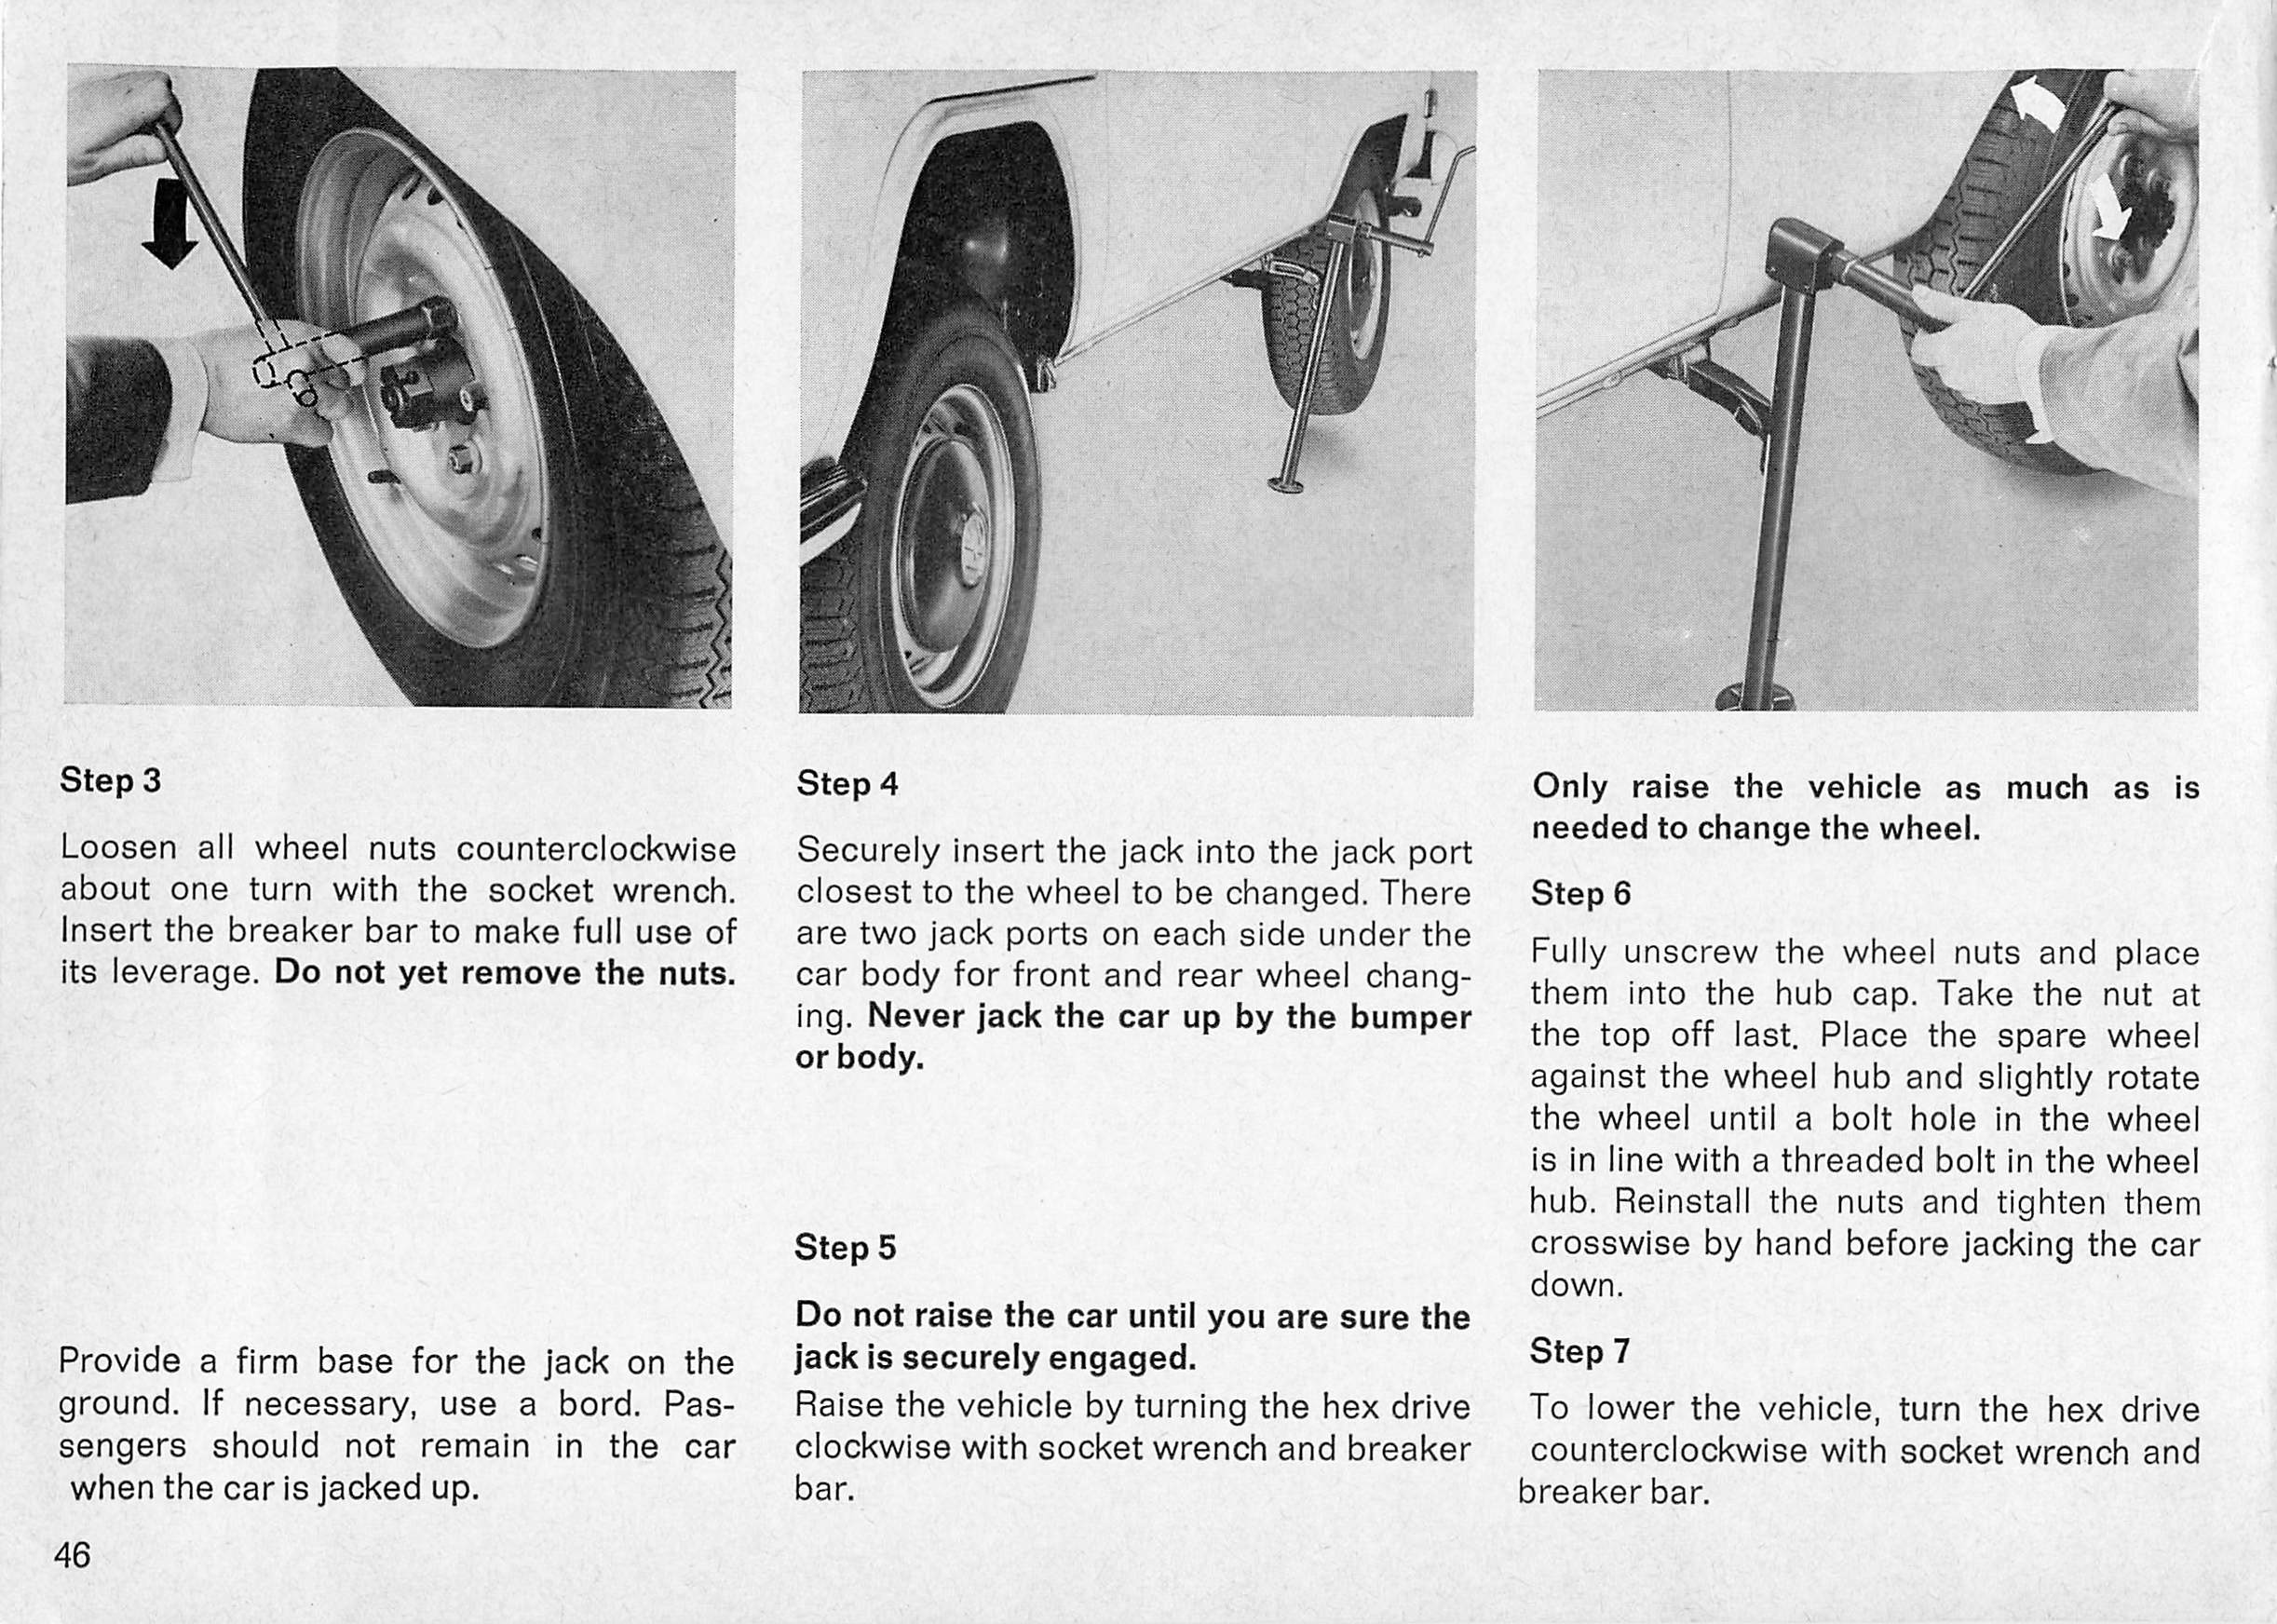 Step 3
Loosen all wheel nuts counterclockwise
about one turn with the socket wrench.
Insert the breaker bar to make full use of
its leverage. Do not yet remove the nuts.
Provide a firm base for the jack on the
ground. If necessary, use a bord. Pas-
sengers should not remain in the car
when the car is jacked up.
46
Step 4
Securely insert the jack into the jack port
closest to the wheel to be changed. There
are two jack ports on each side under the
car body for front and rear wheel chang-
ing. Never jack the car up by the bumper
or body.
Step 5
Do not raise the car until you are sure the
jack is securely engaged.
Raise the vehicle by turning the hex drive
clockwise with socket wrench and breaker
bar.
Only raise the vehicle as much as is
needed to change the wheel.
Step 6
Fully unscrew the wheel nuts and place
them into the hub cap. Take the nut at
the top off last. Place the spare wheel
against the wheel hub and slightly rotate
the wheel until a bolt hole in the wheel
is in line with a threaded bolt in the wheel
hub. Reinstall the nuts and tighten them
crosswise by hand before jacking the car
down.
Step 7
To lower the vehicle, turn the hex drive
counterclockwise with socket wrench and
breaker bar.